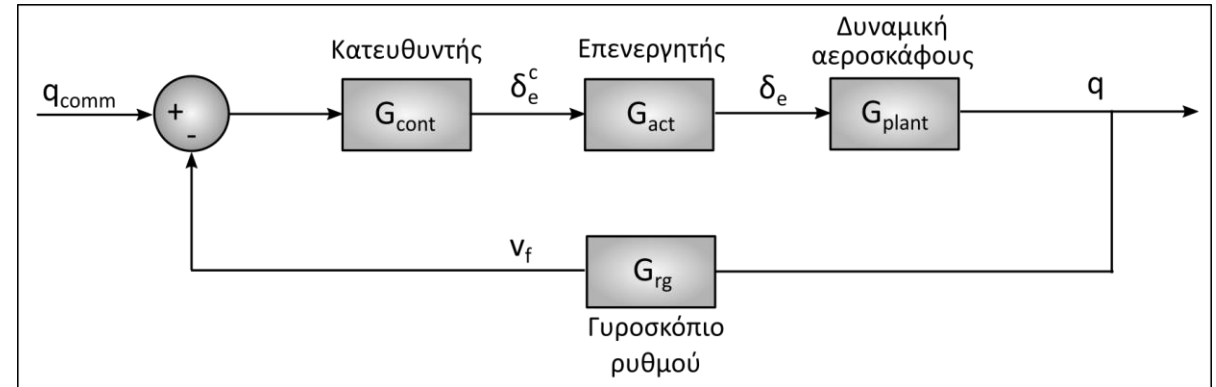 Κατευθυντής
Επενεργητής
Δυναμική
αεροσκάφους
q_comm
+
-
G_cont
δ_e^c
G_act
δ_e
G_plant
q
v_f
G_rg
Γυροσκόπιο
ρυθμού